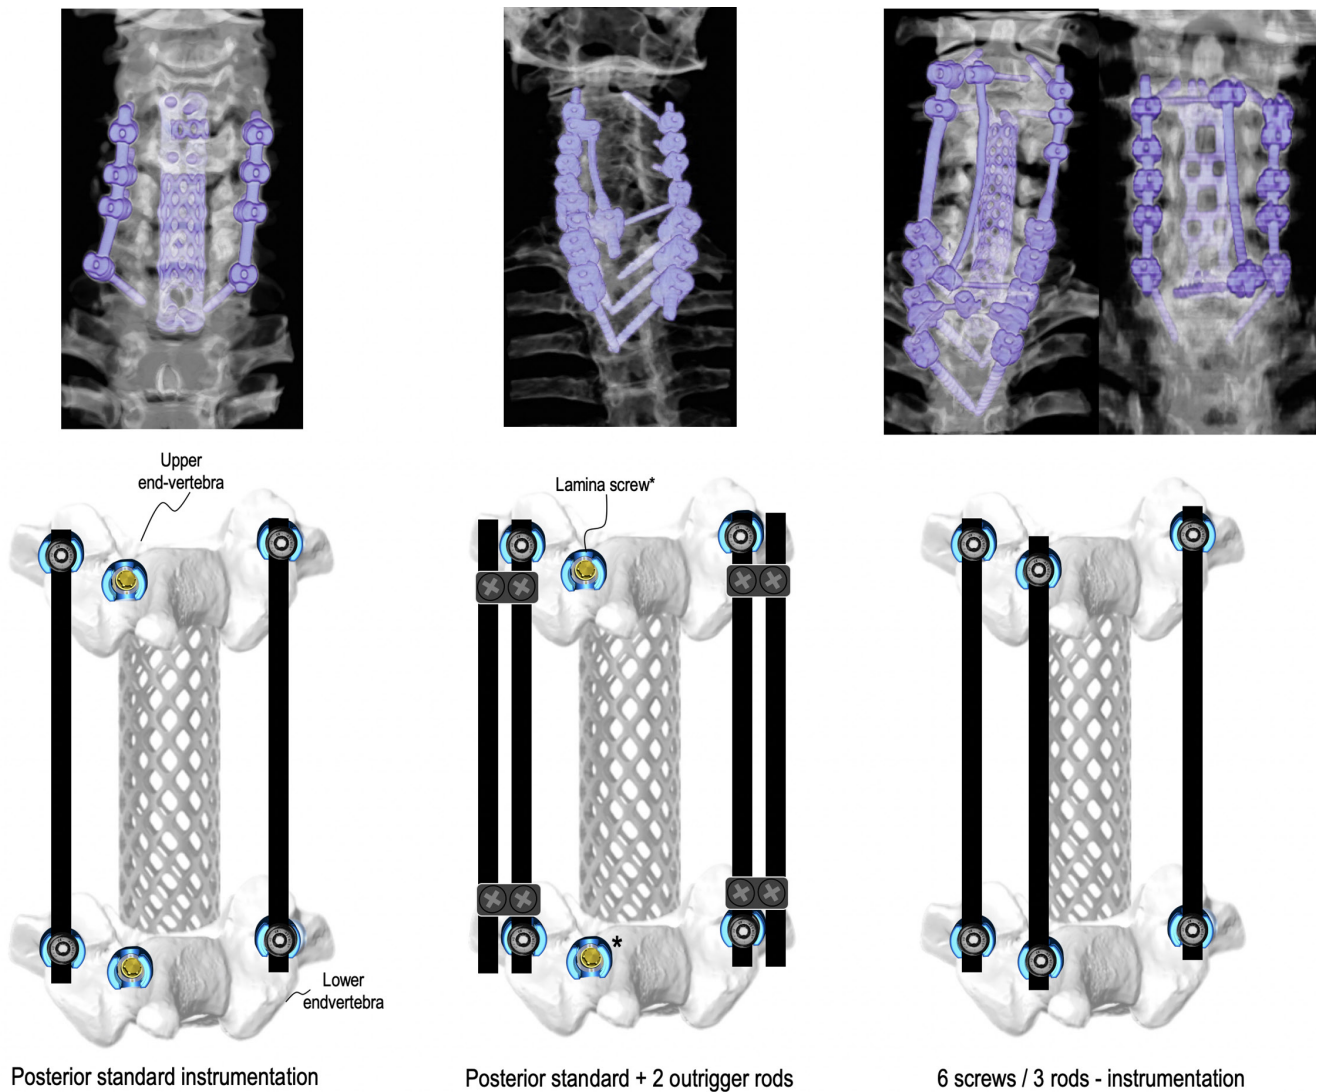 Upper
end-vertebra
Lamina screw*
*
Lower
endvertebra
Posterior standard instrumentation
Posterior standard + 2 outrigger rods
6 screws / 3 rods - instrumentation